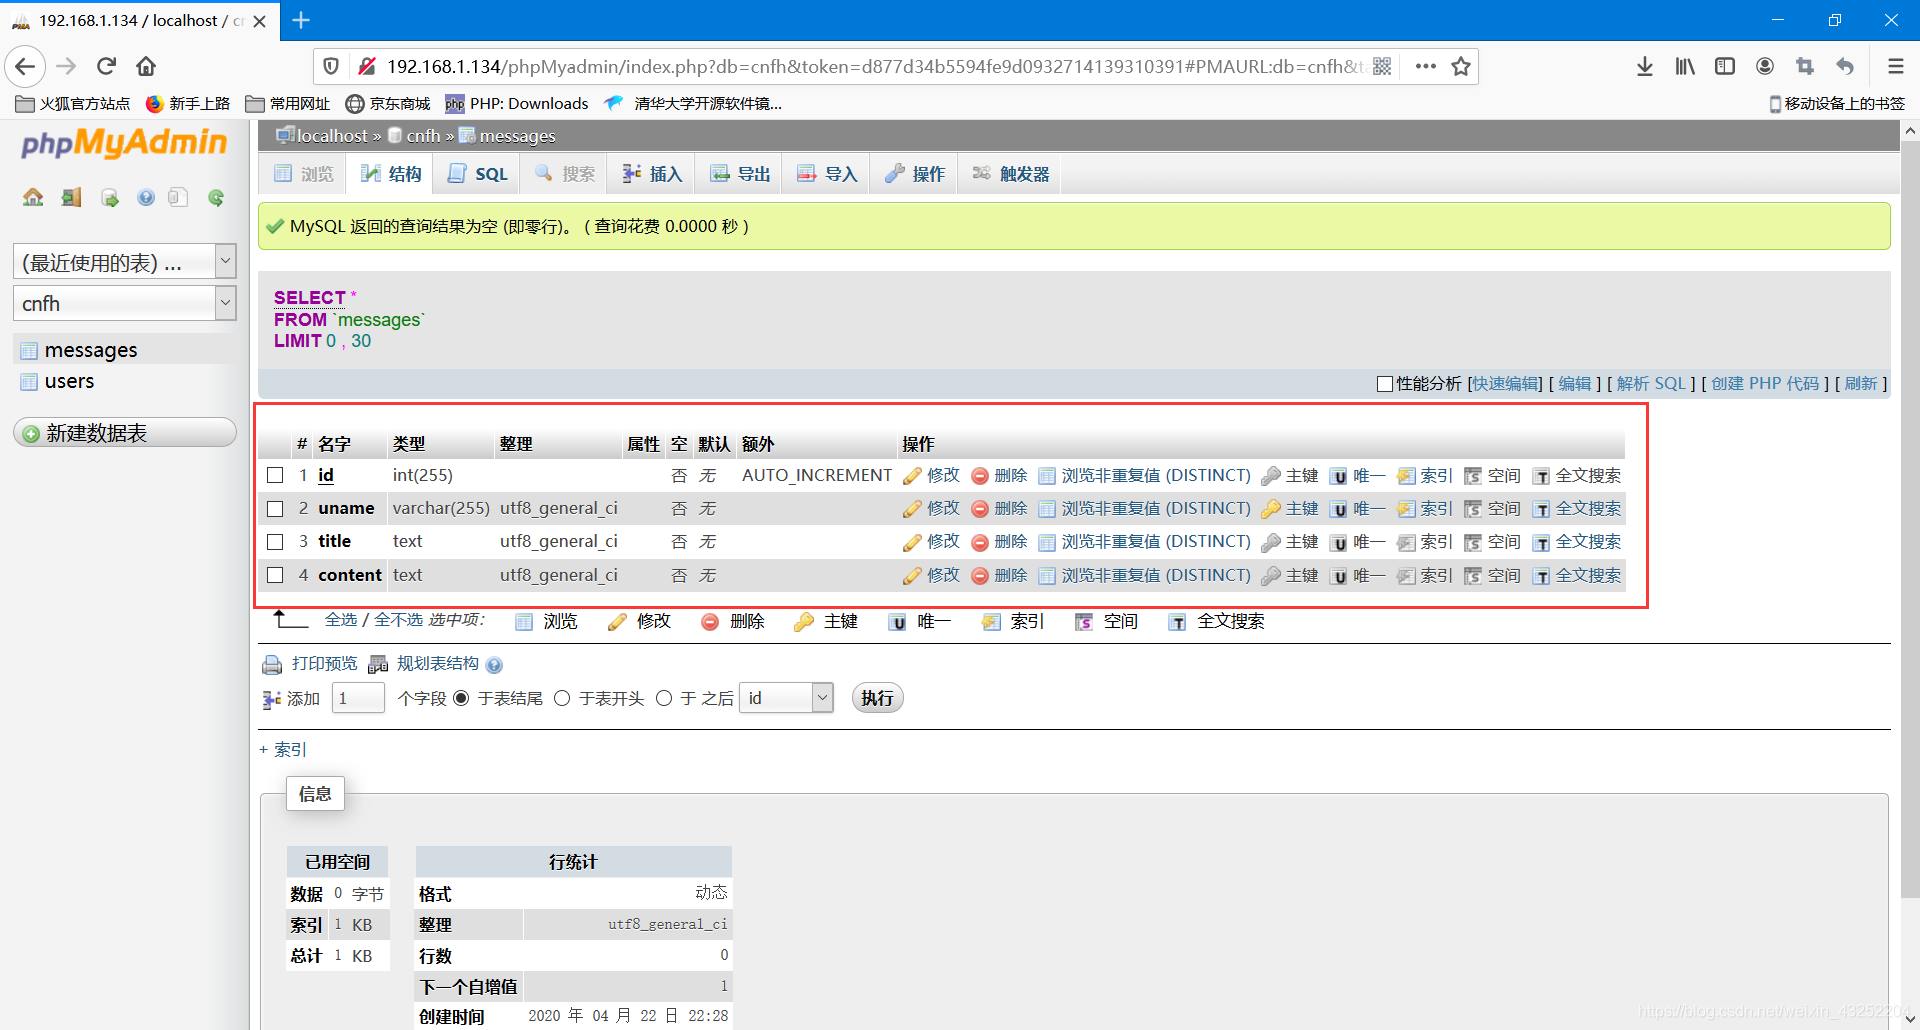 192.168.1.134 / localhost / cn
192.168.1.134/phpMyadmin/index.php?db=cnfh&token=d877d34b5594fe9d0932714139310391#PMAURL:db=cnfh&ta
火狐官方站点 新手上路 常用网址 京东商城 PHP: Downloads 清华大学开源软件镜... 移动设备上的书签
phpMyAdmin
(最近使用的表) ...
cnfh
messages
users
新建数据表
localhost » cnfh » messages
浏览 结构 SQL 搜索 插入 导出 导入 操作 触发器
MySQL 返回的查询结果为空 (即零行)。 ( 查询花费 0.0000 秒 )
SELECT *
FROM `messages`
LIMIT 0 , 30
性能分析 [快速编辑] [ 编辑 ] [ 解析 SQL ] [ 创建 PHP 代码 ] [ 刷新 ]
# 名字 类型 整理 属性 空 默认 额外 操作
1 id int(255) 否 无 AUTO_INCREMENT 修改 删除 浏览非重复值 (DISTINCT) 主键 唯一 索引 空间 全文搜索
2 uname varchar(255) utf8_general_ci 否 无 修改 删除 浏览非重复值 (DISTINCT) 主键 唯一 索引 空间 全文搜索
3 title text utf8_general_ci 否 无 修改 删除 浏览非重复值 (DISTINCT) 主键 唯一 索引 空间 全文搜索
4 content text utf8_general_ci 否 无 修改 删除 浏览非重复值 (DISTINCT) 主键 唯一 索引 空间 全文搜索
全选 / 全不选 选中项: 浏览 修改 删除 主键 唯一 索引 空间 全文搜索
打印预览 规划表结构
添加 1 个字段 于表结尾 于表开头 于 之后 id 执行
+ 索引
信息
已用空间
数据 0 字节
索引 1 KB
总计 1 KB
行统计
格式 动态
整理 utf8_general_ci
行数 0
下一个自增值 1
创建时间 2020 年 04 月 22 日 22:28